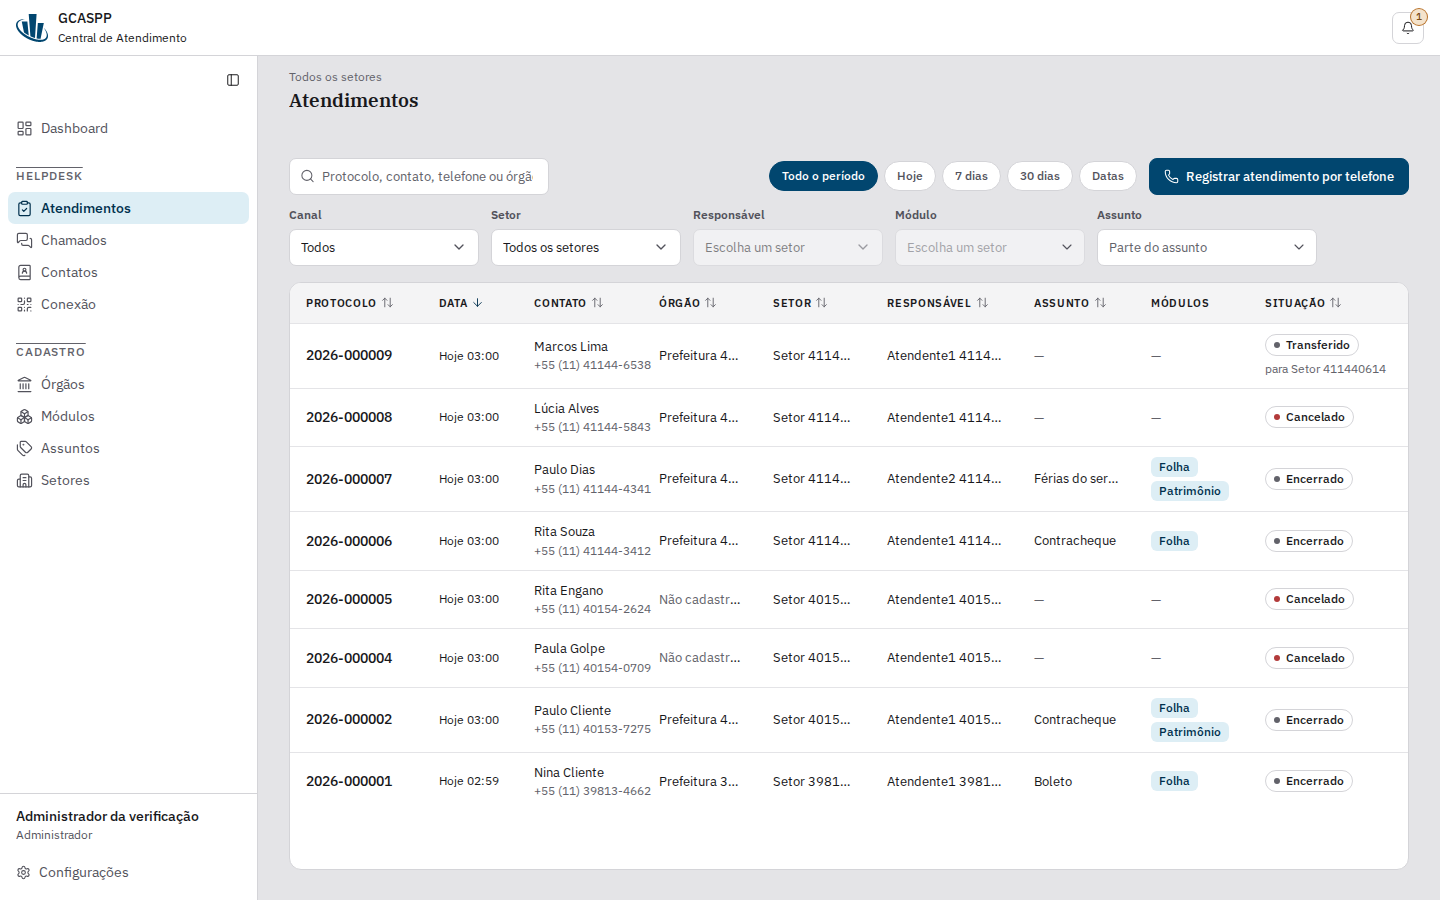 GCASPP
Central de Atendimento
1
Dashboard
HELPDESK
Atendimentos
Chamados
Contatos
Conexão
CADASTRO
Órgãos
Módulos
Assuntos
Setores
Administrador da verificação
Administrador
Configurações
Todos os setores
Atendimentos
Protocolo, contato, telefone ou órgã
Todo o período Hoje 7 dias 30 dias Datas Registrar atendimento por telefone
Canal Setor Responsável Módulo Assunto
Todos Todos os setores Escolha um setor Escolha um setor Parte do assunto
PROTOCOLO DATA CONTATO ÓRGÃO SETOR RESPONSÁVEL ASSUNTO MÓDULOS SITUAÇÃO
2026-000009 Hoje 03:00 Marcos Lima Prefeitura 4... Setor 4114... Atendente1 4114... — — Transferido
+55 (11) 41144-6538 para Setor 411440614
2026-000008 Hoje 03:00 Lúcia Alves Prefeitura 4... Setor 4114... Atendente1 4114... — — Cancelado
+55 (11) 41144-5843
2026-000007 Hoje 03:00 Paulo Dias Prefeitura 4... Setor 4114... Atendente2 4114... Férias do ser... Folha Encerrado
+55 (11) 41144-4341 Patrimônio
2026-000006 Hoje 03:00 Rita Souza Prefeitura 4... Setor 4114... Atendente1 4114... Contracheque Folha Encerrado
+55 (11) 41144-3412
2026-000005 Hoje 03:00 Rita Engano Não cadastr... Setor 4015... Atendente1 4015... — — Cancelado
+55 (11) 40154-2624
2026-000004 Hoje 03:00 Paula Golpe Não cadastr... Setor 4015... Atendente1 4015... — — Cancelado
+55 (11) 40154-0709
2026-000002 Hoje 03:00 Paulo Cliente Prefeitura 4... Setor 4015... Atendente1 4015... Contracheque Folha Encerrado
+55 (11) 40153-7275 Patrimônio
2026-000001 Hoje 02:59 Nina Cliente Prefeitura 3... Setor 3981... Atendente1 3981... Boleto Folha Encerrado
+55 (11) 39813-4662